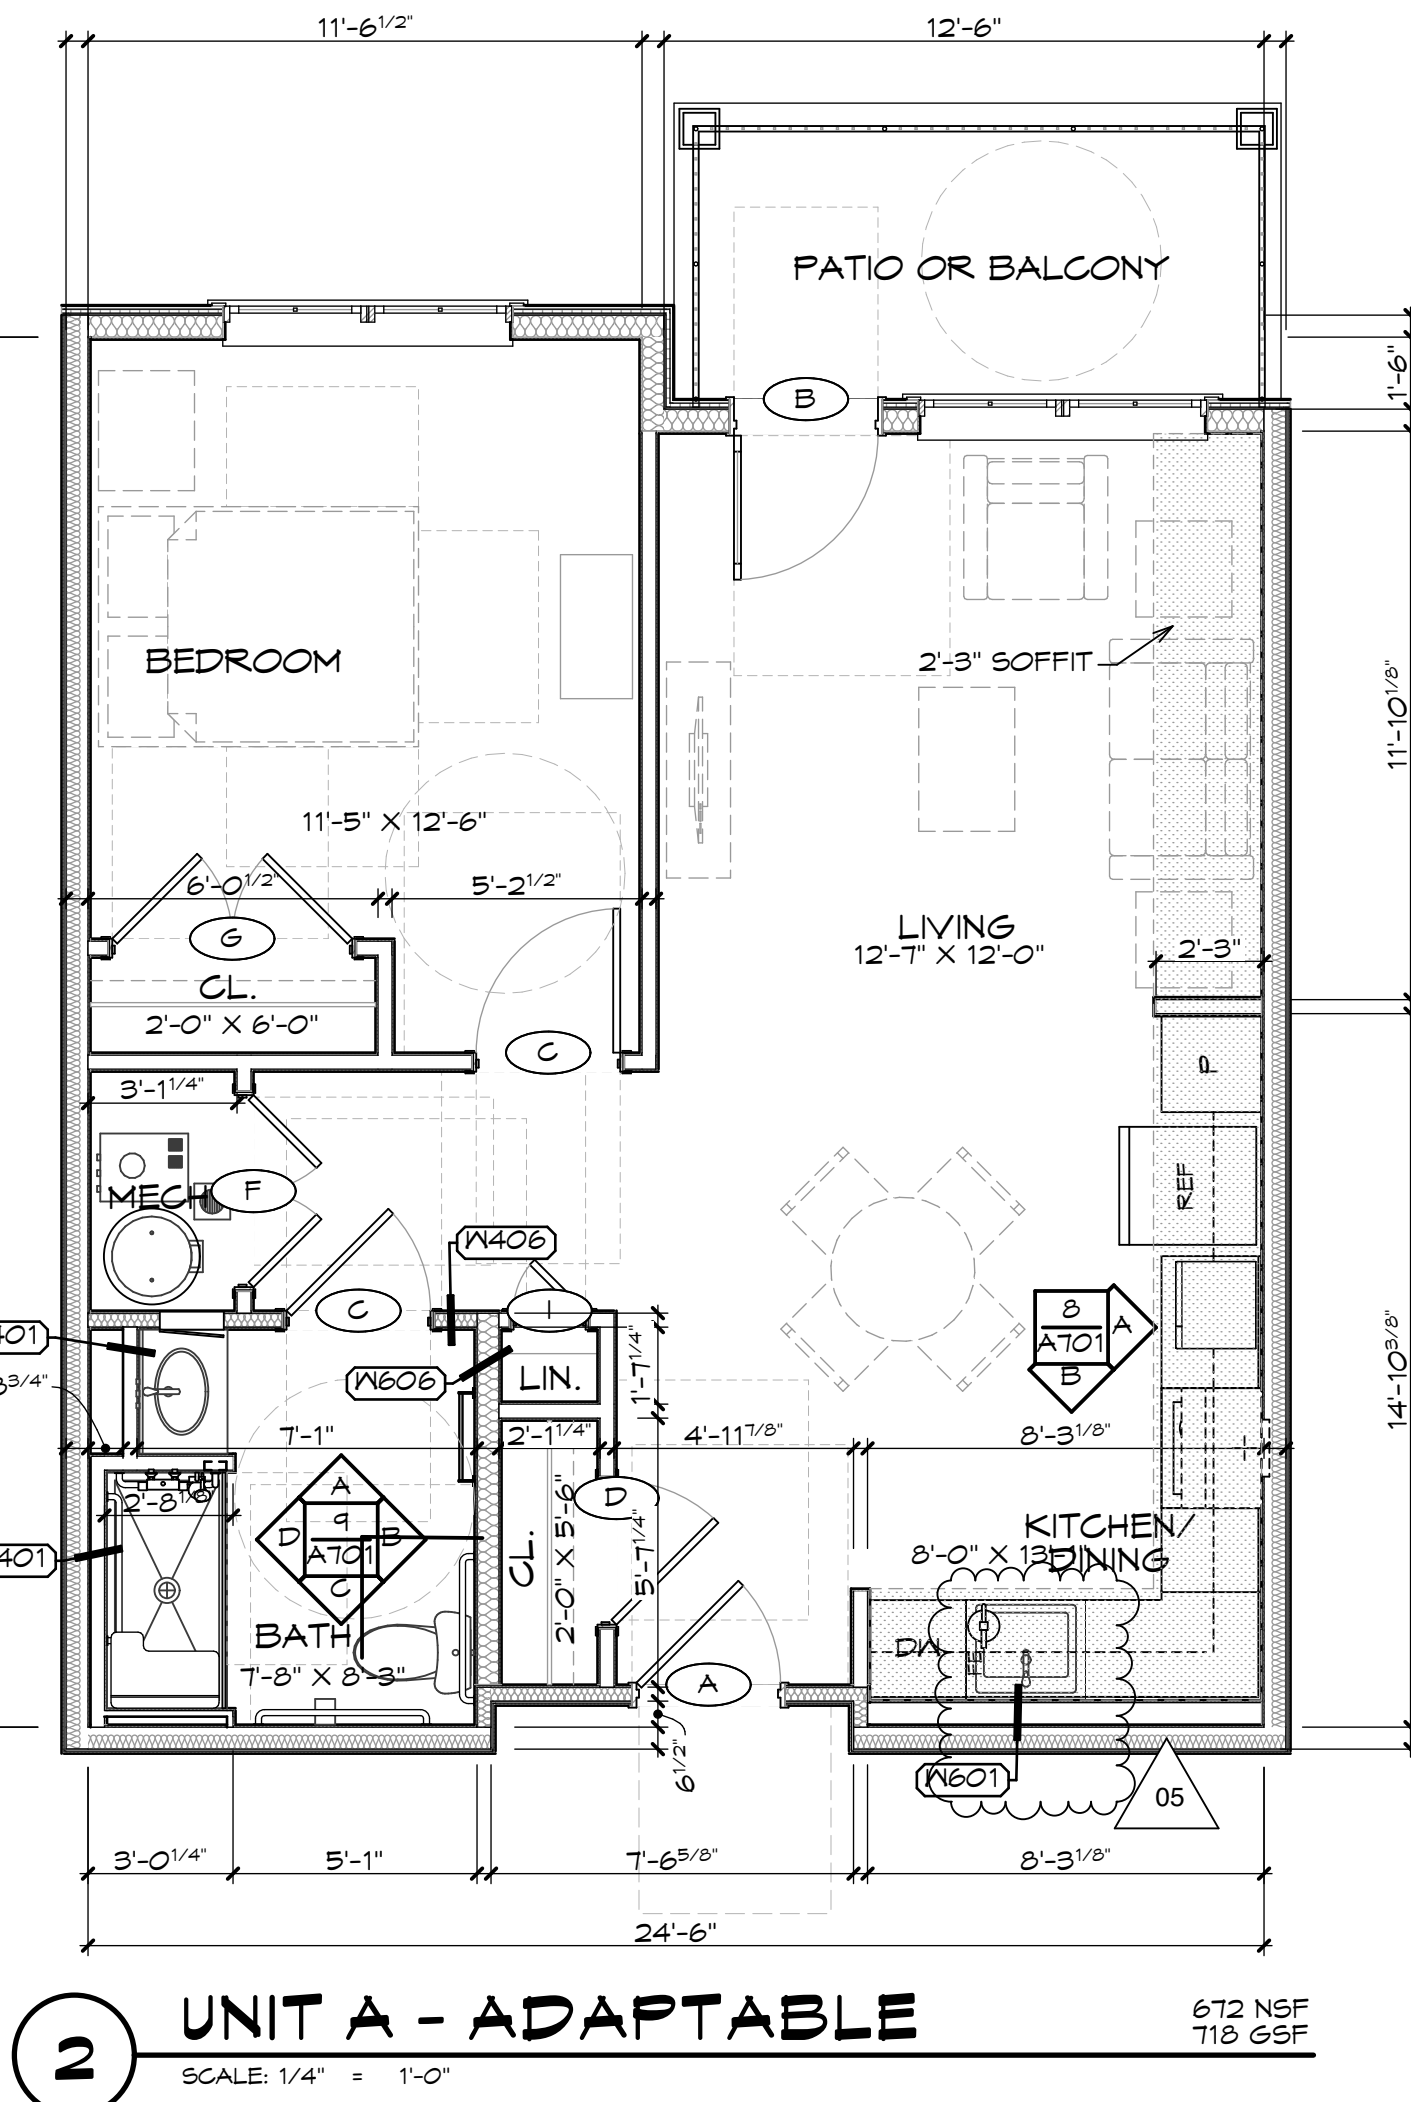 11'-6 1/2"
12'-6"
PATIO OR BALCONY
1'-6"
B
BEDROOM
2'-3" SOFFIT
11'-10 1/8"
11'-5" X 12'-6"
6'-0 1/2"
5'-2 1/2"
G
LIVING
12'-7" X 12'-0"
2'-3"
CL.
2'-0" X 6'-0"
C
P
3'-1 1/4"
MECH
F
REF
W406
C
I
8
A701
A
B
401
3 3/4"
W606
LIN.
1'-7 1/4"
14'-10 3/8"
7'-1"
2'-1 1/4"
4'-11 7/8"
8'-3 1/8"
2'-8 1/8"
A
D
9
A701
B
C
D
CL.
2'-0" X 5'-6"
5'-7 1/4"
KITCHEN/
DINING
8'-0" X 13'-1"
401
BATH
7'-8" X 8'-3"
A
DW
FE
6 1/2"
W601
05
3'-0 1/4"
5'-1"
7'-6 5/8"
8'-3 1/8"
24'-6"
2
UNIT A - ADAPTABLE
672 NSF
718 GSF
SCALE: 1/4" = 1'-0"